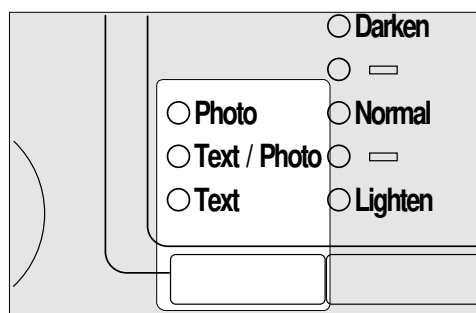 Darken
Photo
Normal
Text / Photo
Text
Lighten